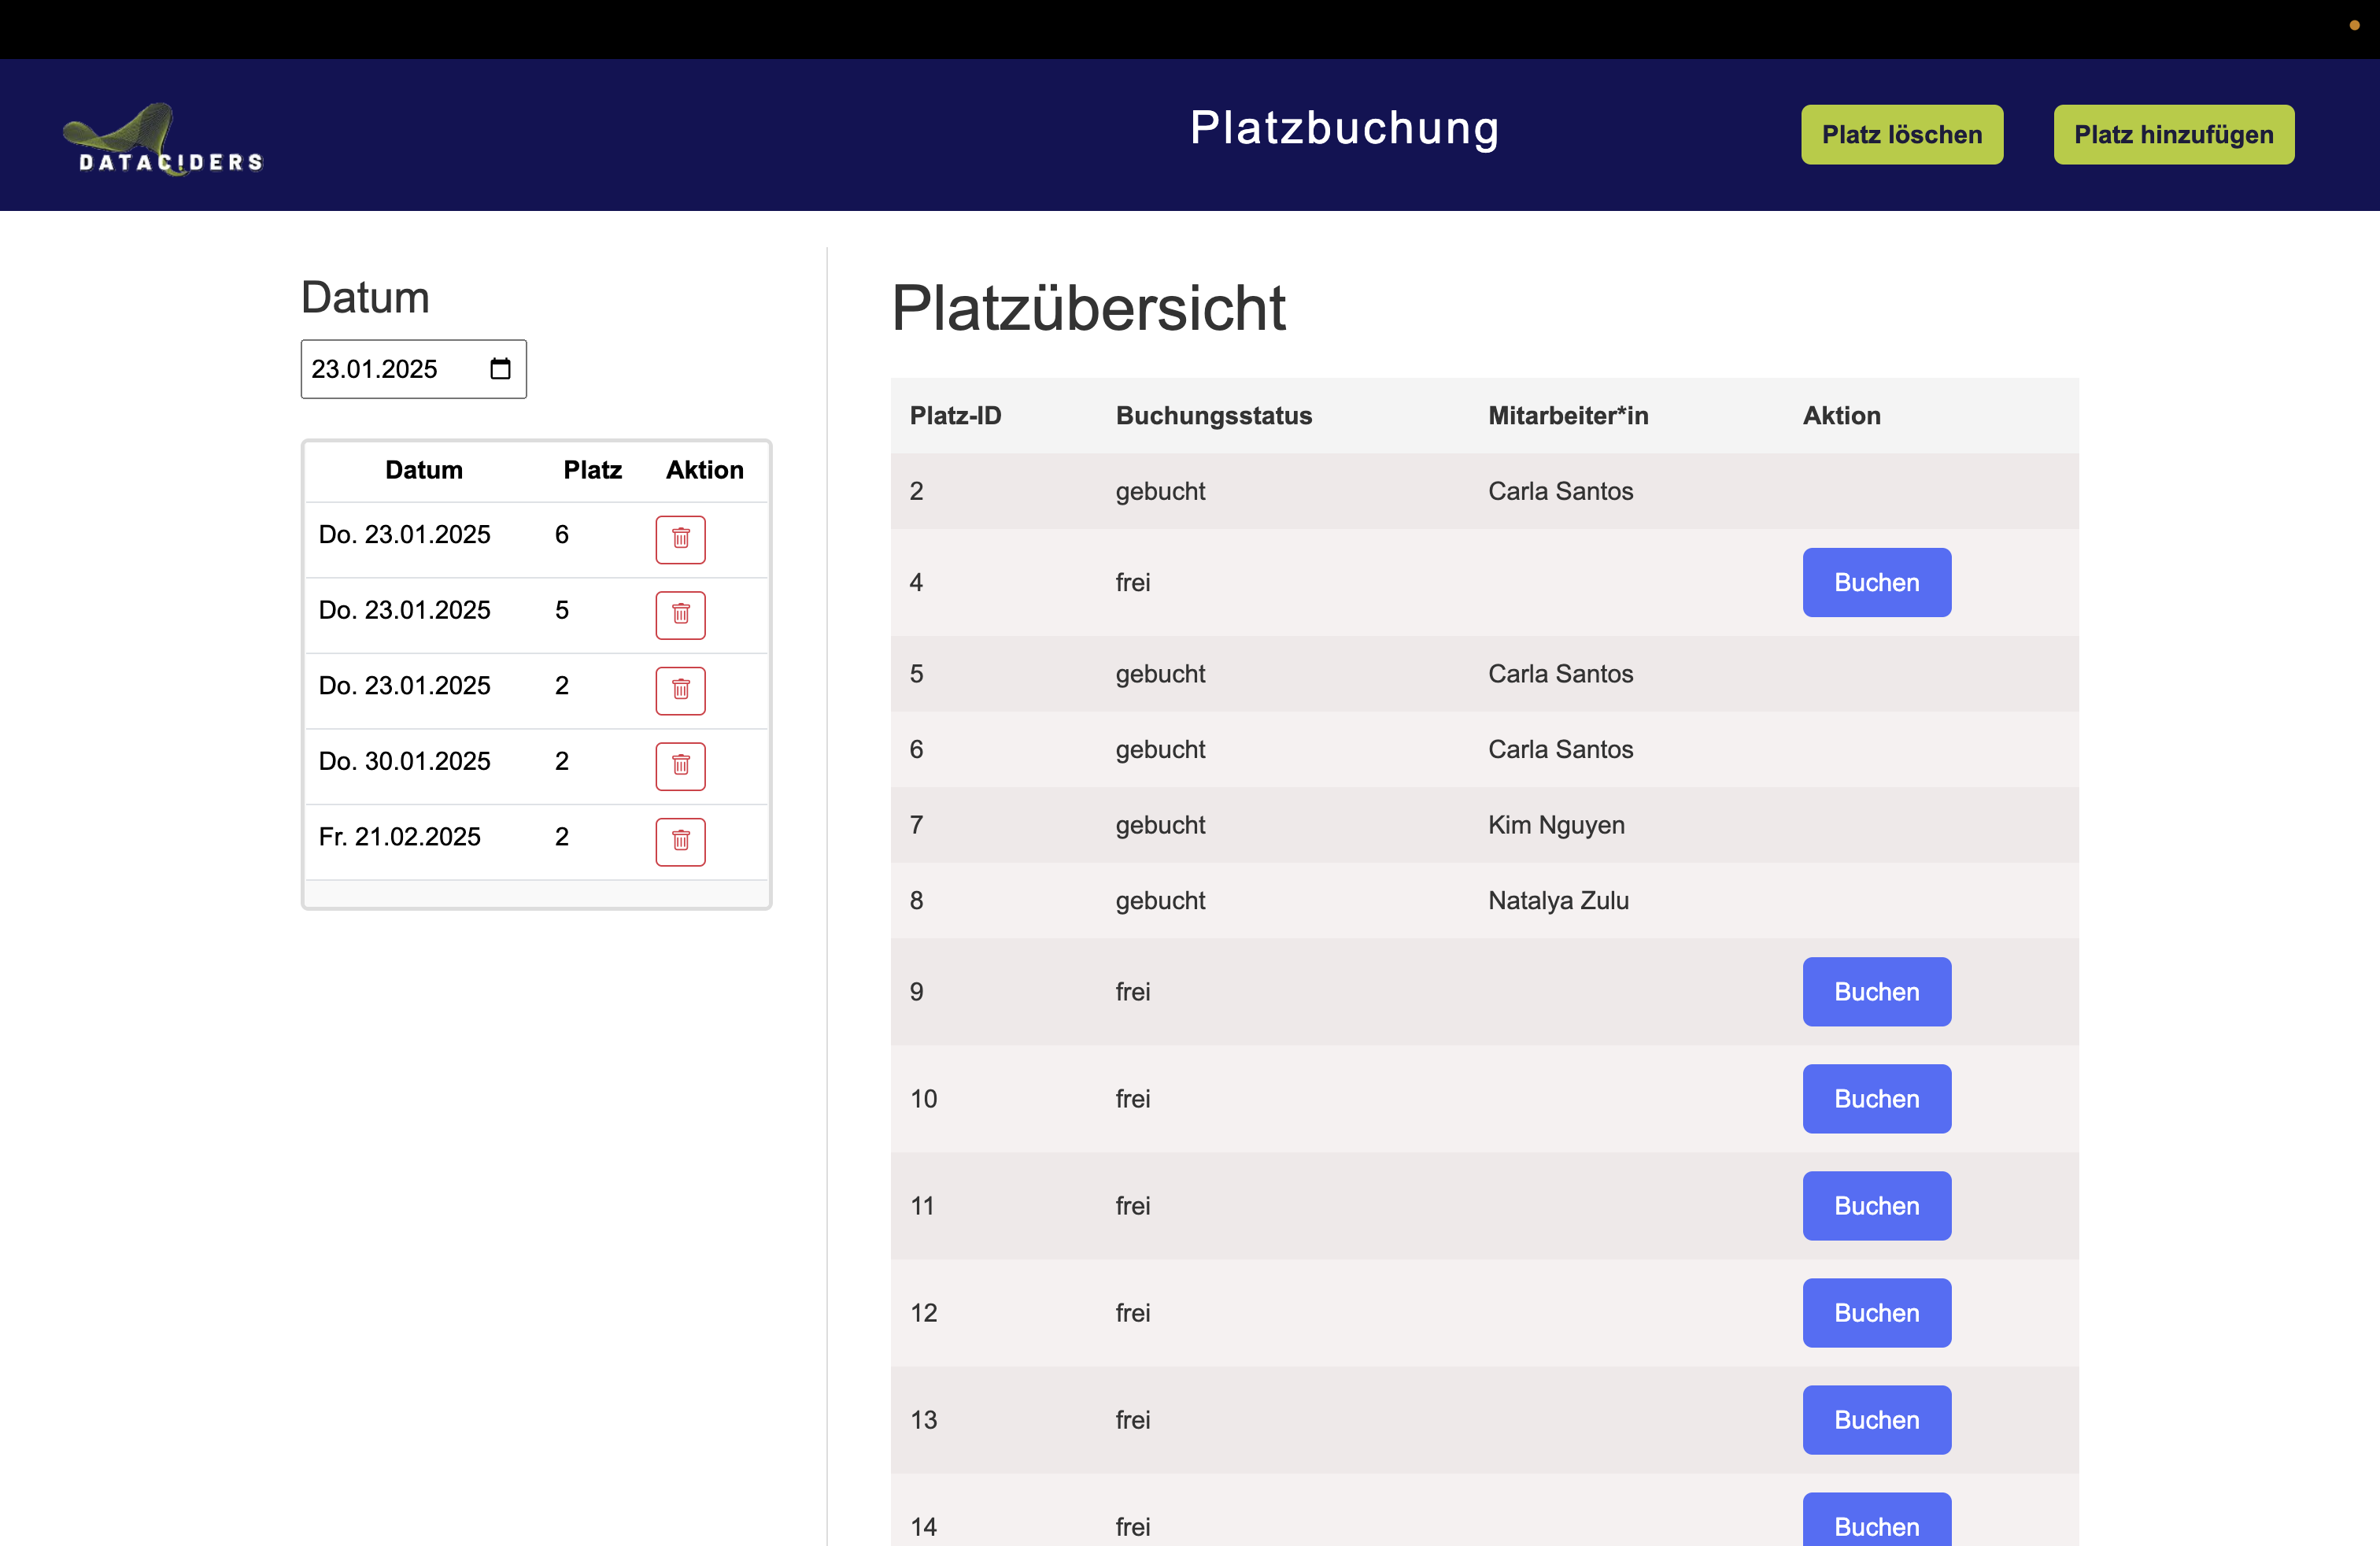 DATACIDERS
Platzbuchung
Platz löschen
Platz hinzufügen
Datum
23.01.2025
Datum Platz Aktion
Do. 23.01.2025 6
Do. 23.01.2025 5
Do. 23.01.2025 2
Do. 30.01.2025 2
Fr. 21.02.2025 2
Platzübersicht
Platz-ID Buchungsstatus Mitarbeiter*in Aktion
2 gebucht Carla Santos
4 frei Buchen
5 gebucht Carla Santos
6 gebucht Carla Santos
7 gebucht Kim Nguyen
8 gebucht Natalya Zulu
9 frei Buchen
10 frei Buchen
11 frei Buchen
12 frei Buchen
13 frei Buchen
14 frei Buchen